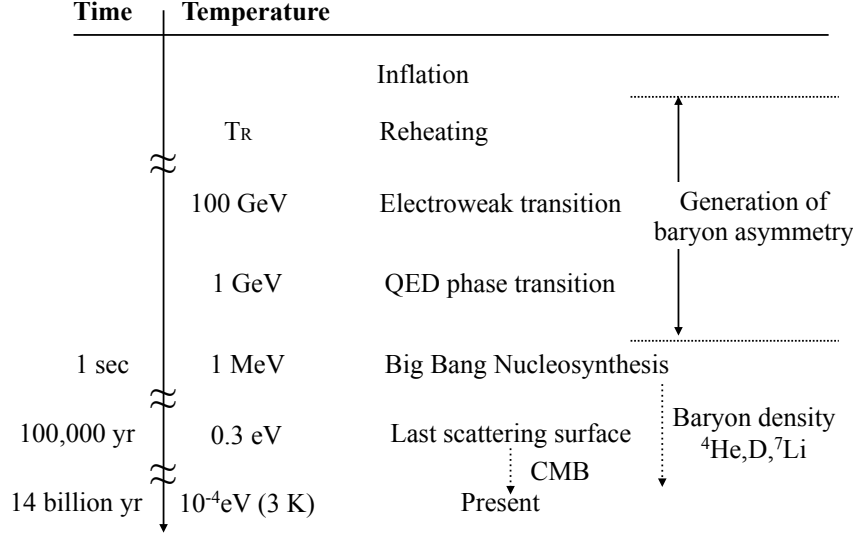 Time Temperature
Inflation
TR Reheating
100 GeV Electroweak transition Generation of
baryon asymmetry
1 GeV QED phase transition
1 sec 1 MeV Big Bang Nucleosynthesis
Baryon density
100,000 yr 0.3 eV Last scattering surface
⁴He,D,⁷Li
CMB
14 billion yr 10⁻⁴eV (3 K) Present